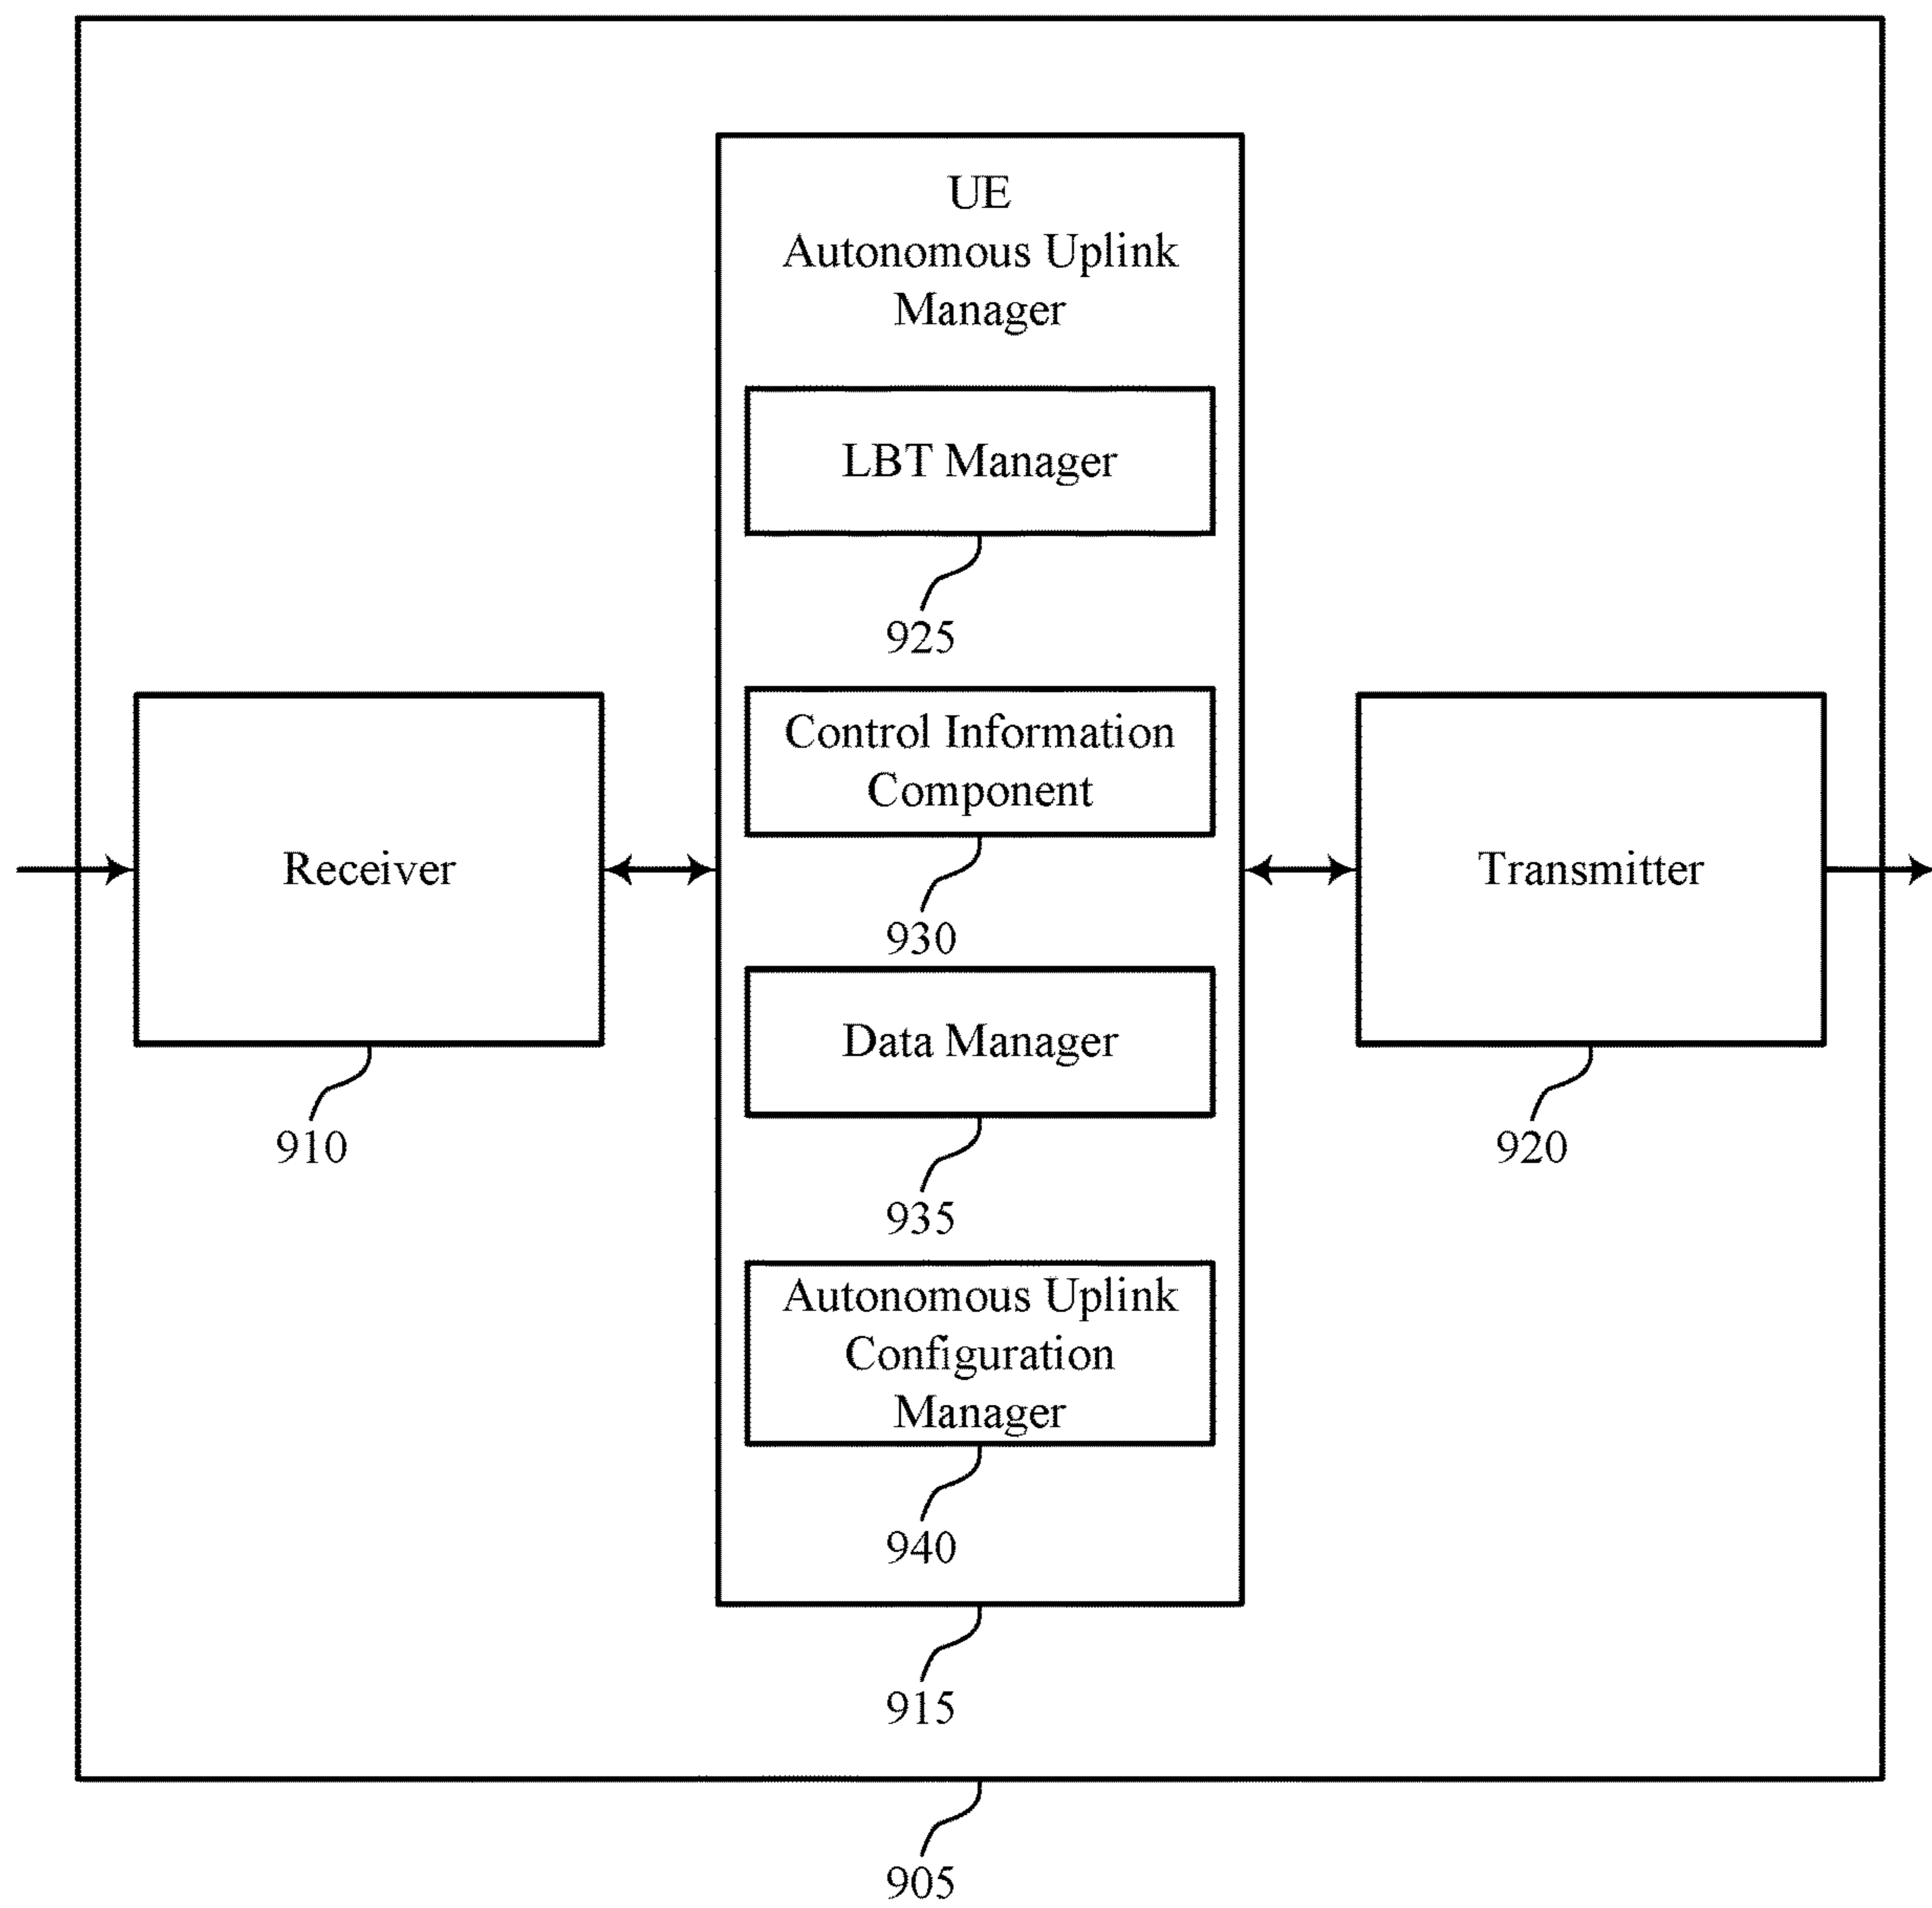 UE
Autonomous Uplink
Manager
LBT Manager
925
Control Information
Component
930
Receiver
910
Transmitter
920
Data Manager
935
Autonomous Uplink
Configuration
Manager
940
915
905